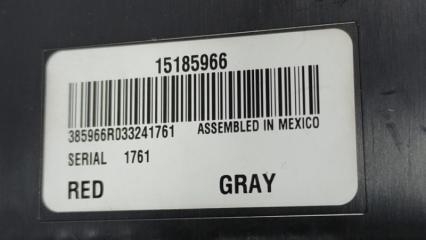 15185966
385966R033241761 ASSEMBLED IN MEXICO
SERIAL 1761
RED GRAY